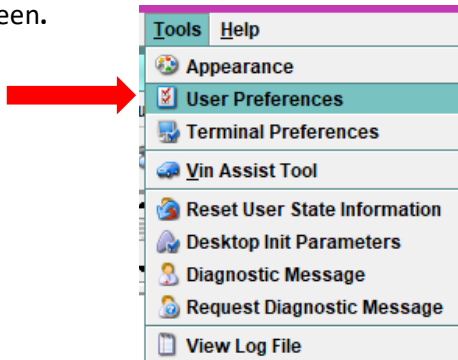 een.
Tools Help
Appearance
User Preferences
Terminal Preferences
Vin Assist Tool
Reset User State Information
Desktop Init Parameters
Diagnostic Message
Request Diagnostic Message
View Log File